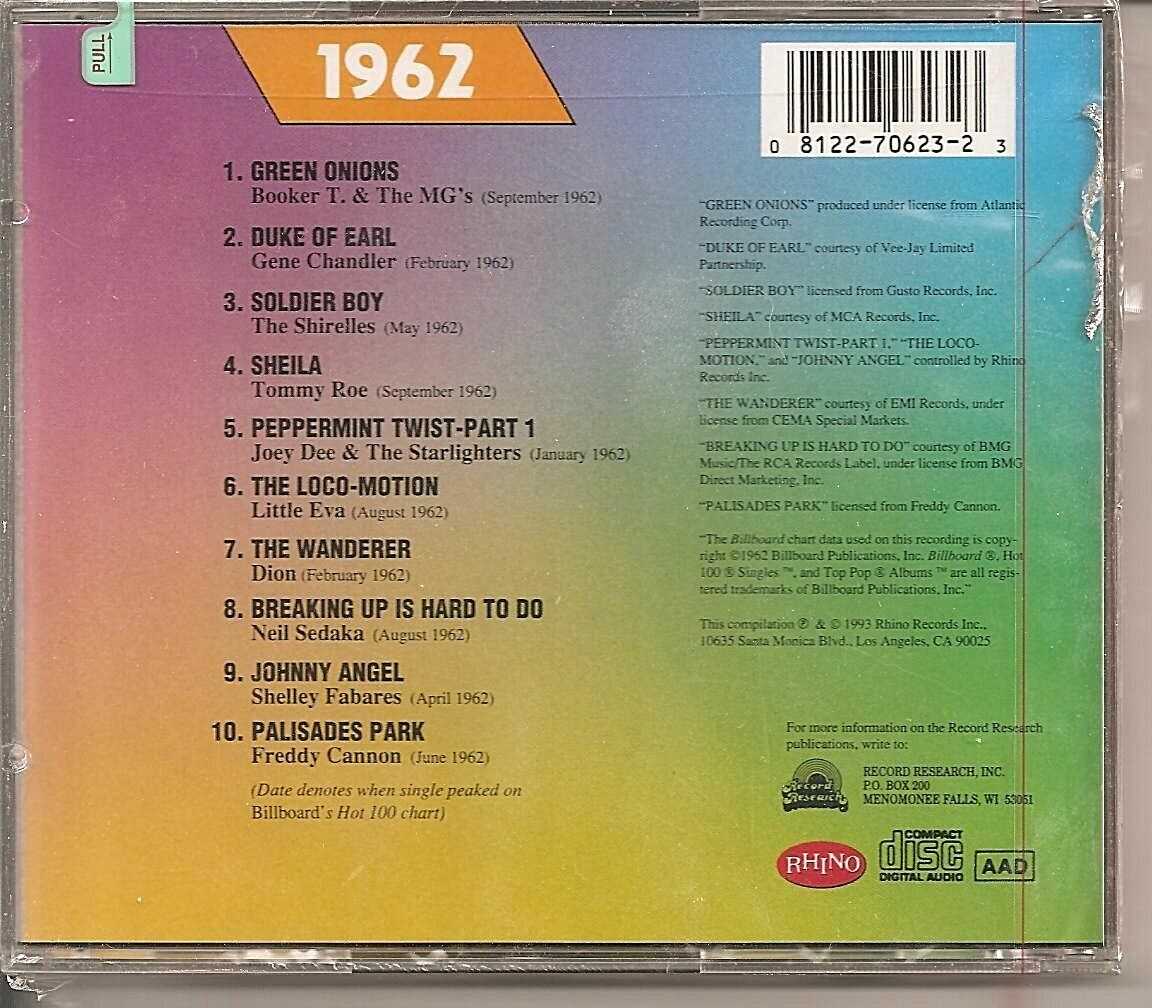 PULL
1962
0 81227-70623-2 3
1. GREEN ONIONS
Booker T. & The MG's (September 1962)
2. DUKE OF EARL
Gene Chandler (February 1962)
3. SOLDIER BOY
The Shirelles (May 1962)
4. SHEILA
Tommy Roe (September 1962)
5. PEPPERMINT TWIST-PART 1
Joey Dee & The Starlighters (January 1962)
6. THE LOCO-MOTION
Little Eva (August 1962)
7. THE WANDERER
Dion (February 1962)
8. BREAKING UP IS HARD TO DO
Neil Sedaka (August 1962)
9. JOHNNY ANGEL
Shelley Fabares (April 1962)
10. PALISADES PARK
Freddy Cannon (June 1962)
(Date denotes when single peaked on
Billboard's Hot 100 chart)
"GREEN ONIONS" produced under license from Atlantic
Recording Corp.
"DUKE OF EARL" courtesy of Vee-Jay Limited
Partnership.
"SOLDIER BOY" licensed from Gusto Records, Inc.
"SHEILA" courtesy of MCA Records, Inc.
"PEPPERMINT TWIST-PART 1," "THE LOCO-
MOTION," and "JOHNNY ANGEL" controlled by Rhino
Records Inc.
"THE WANDERER" courtesy of EMI Records, under
license from CEMA Special Markets.
"BREAKING UP IS HARD TO DO" courtesy of BMG
Music/The RCA Records Label, under license from BMG
Direct Marketing, Inc.
"PALISADES PARK" licensed from Freddy Cannon.
"The Billboard chart data used on this recording is copy-
right ©1962 Billboard Publications, Inc. Billboard ®, Hot
100 ® Singles ™, and Top Pop ® Albums ™ are all regis-
tered trademarks of Billboard Publications, Inc."
This compilation ℗ & © 1993 Rhino Records Inc.,
10635 Santa Monica Blvd., Los Angeles, CA 90025
For more information on the Record Research
publications, write to:
Record
Research
RECORD RESEARCH, INC.
P.O. BOX 200
MENOMONEE FALLS, WI 53051
RHINO
COMPACT
disc
DIGITAL AUDIO
AAD